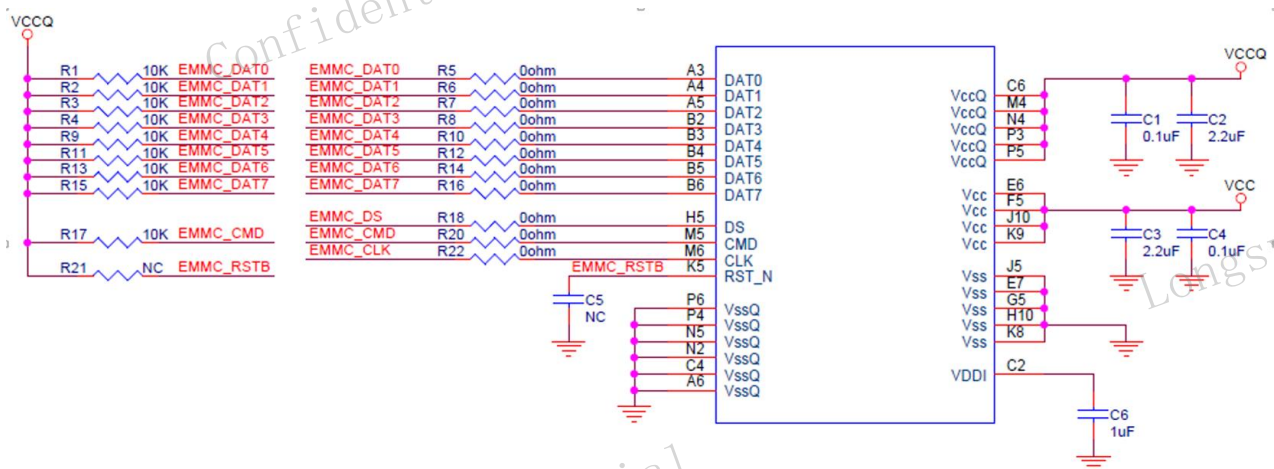 Confident
VCCQ
R1 10K EMMC_DAT0
R2 10K EMMC_DAT1
R3 10K EMMC_DAT2
R4 10K EMMC_DAT3
R9 10K EMMC_DAT4
R11 10K EMMC_DAT5
R13 10K EMMC_DAT6
R15 10K EMMC_DAT7
R17 10K EMMC_CMD
R21 NC EMMC_RSTB
EMMC_DAT0 R5 0ohm A3 DAT0
EMMC_DAT1 R6 0ohm A4 DAT1
EMMC_DAT2 R7 0ohm A5 DAT2
EMMC_DAT3 R8 0ohm B2 DAT3
EMMC_DAT4 R10 0ohm B3 DAT4
EMMC_DAT5 R12 0ohm B4 DAT5
EMMC_DAT6 R14 0ohm B5 DAT6
EMMC_DAT7 R16 0ohm B6 DAT7
EMMC_DS R18 0ohm H5 DS
EMMC_CMD R20 0ohm M5 CMD
EMMC_CLK R22 0ohm M6 CLK
EMMC_RSTB K5 RST_N
C5
NC
P6 VssQ
P4 VssQ
N5 VssQ
N2 VssQ
C4 VssQ
A6 VssQ
VccQ C6
VccQ M4
VccQ N4
VccQ P3
VccQ P5
VCCQ
C1
0.1uF
C2
2.2uF
Vcc E6
Vcc F5
Vcc J10
Vcc K9
VCC
C3
2.2uF
C4
0.1uF
Vss J5
Vss E7
Vss G5
Vss H10
Vss K8
VDDI C2
C6
1uF
Longs
ial